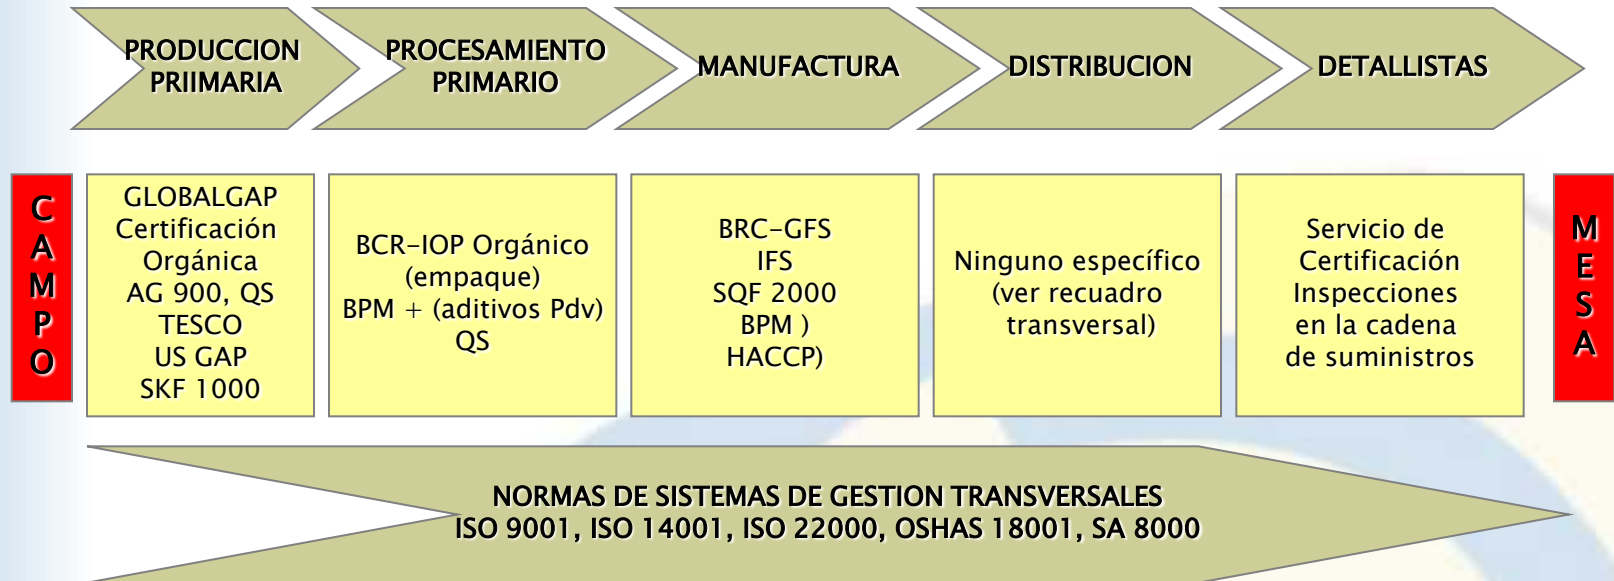 PRODUCCION
PRIIMARIA
PROCESAMIENTO
PRIMARIO
MANUFACTURA
DISTRIBUCION
DETALLISTAS
C
A
M
P
O
GLOBALGAP
Certificación
Orgánica
AG 900, QS
TESCO
US GAP
SKF 1000
BCR-IOP Orgánico
(empaque)
BPM + (aditivos Pdv)
QS
BRC-GFS
IFS
SQF 2000
BPM )
HACCP)
Ninguno específico
(ver recuadro
transversal)
Servicio de
Certificación
Inspecciones
en la cadena
de suministros
M
E
S
A
NORMAS DE SISTEMAS DE GESTION TRANSVERSALES
ISO 9001, ISO 14001, ISO 22000, OSHAS 18001, SA 8000